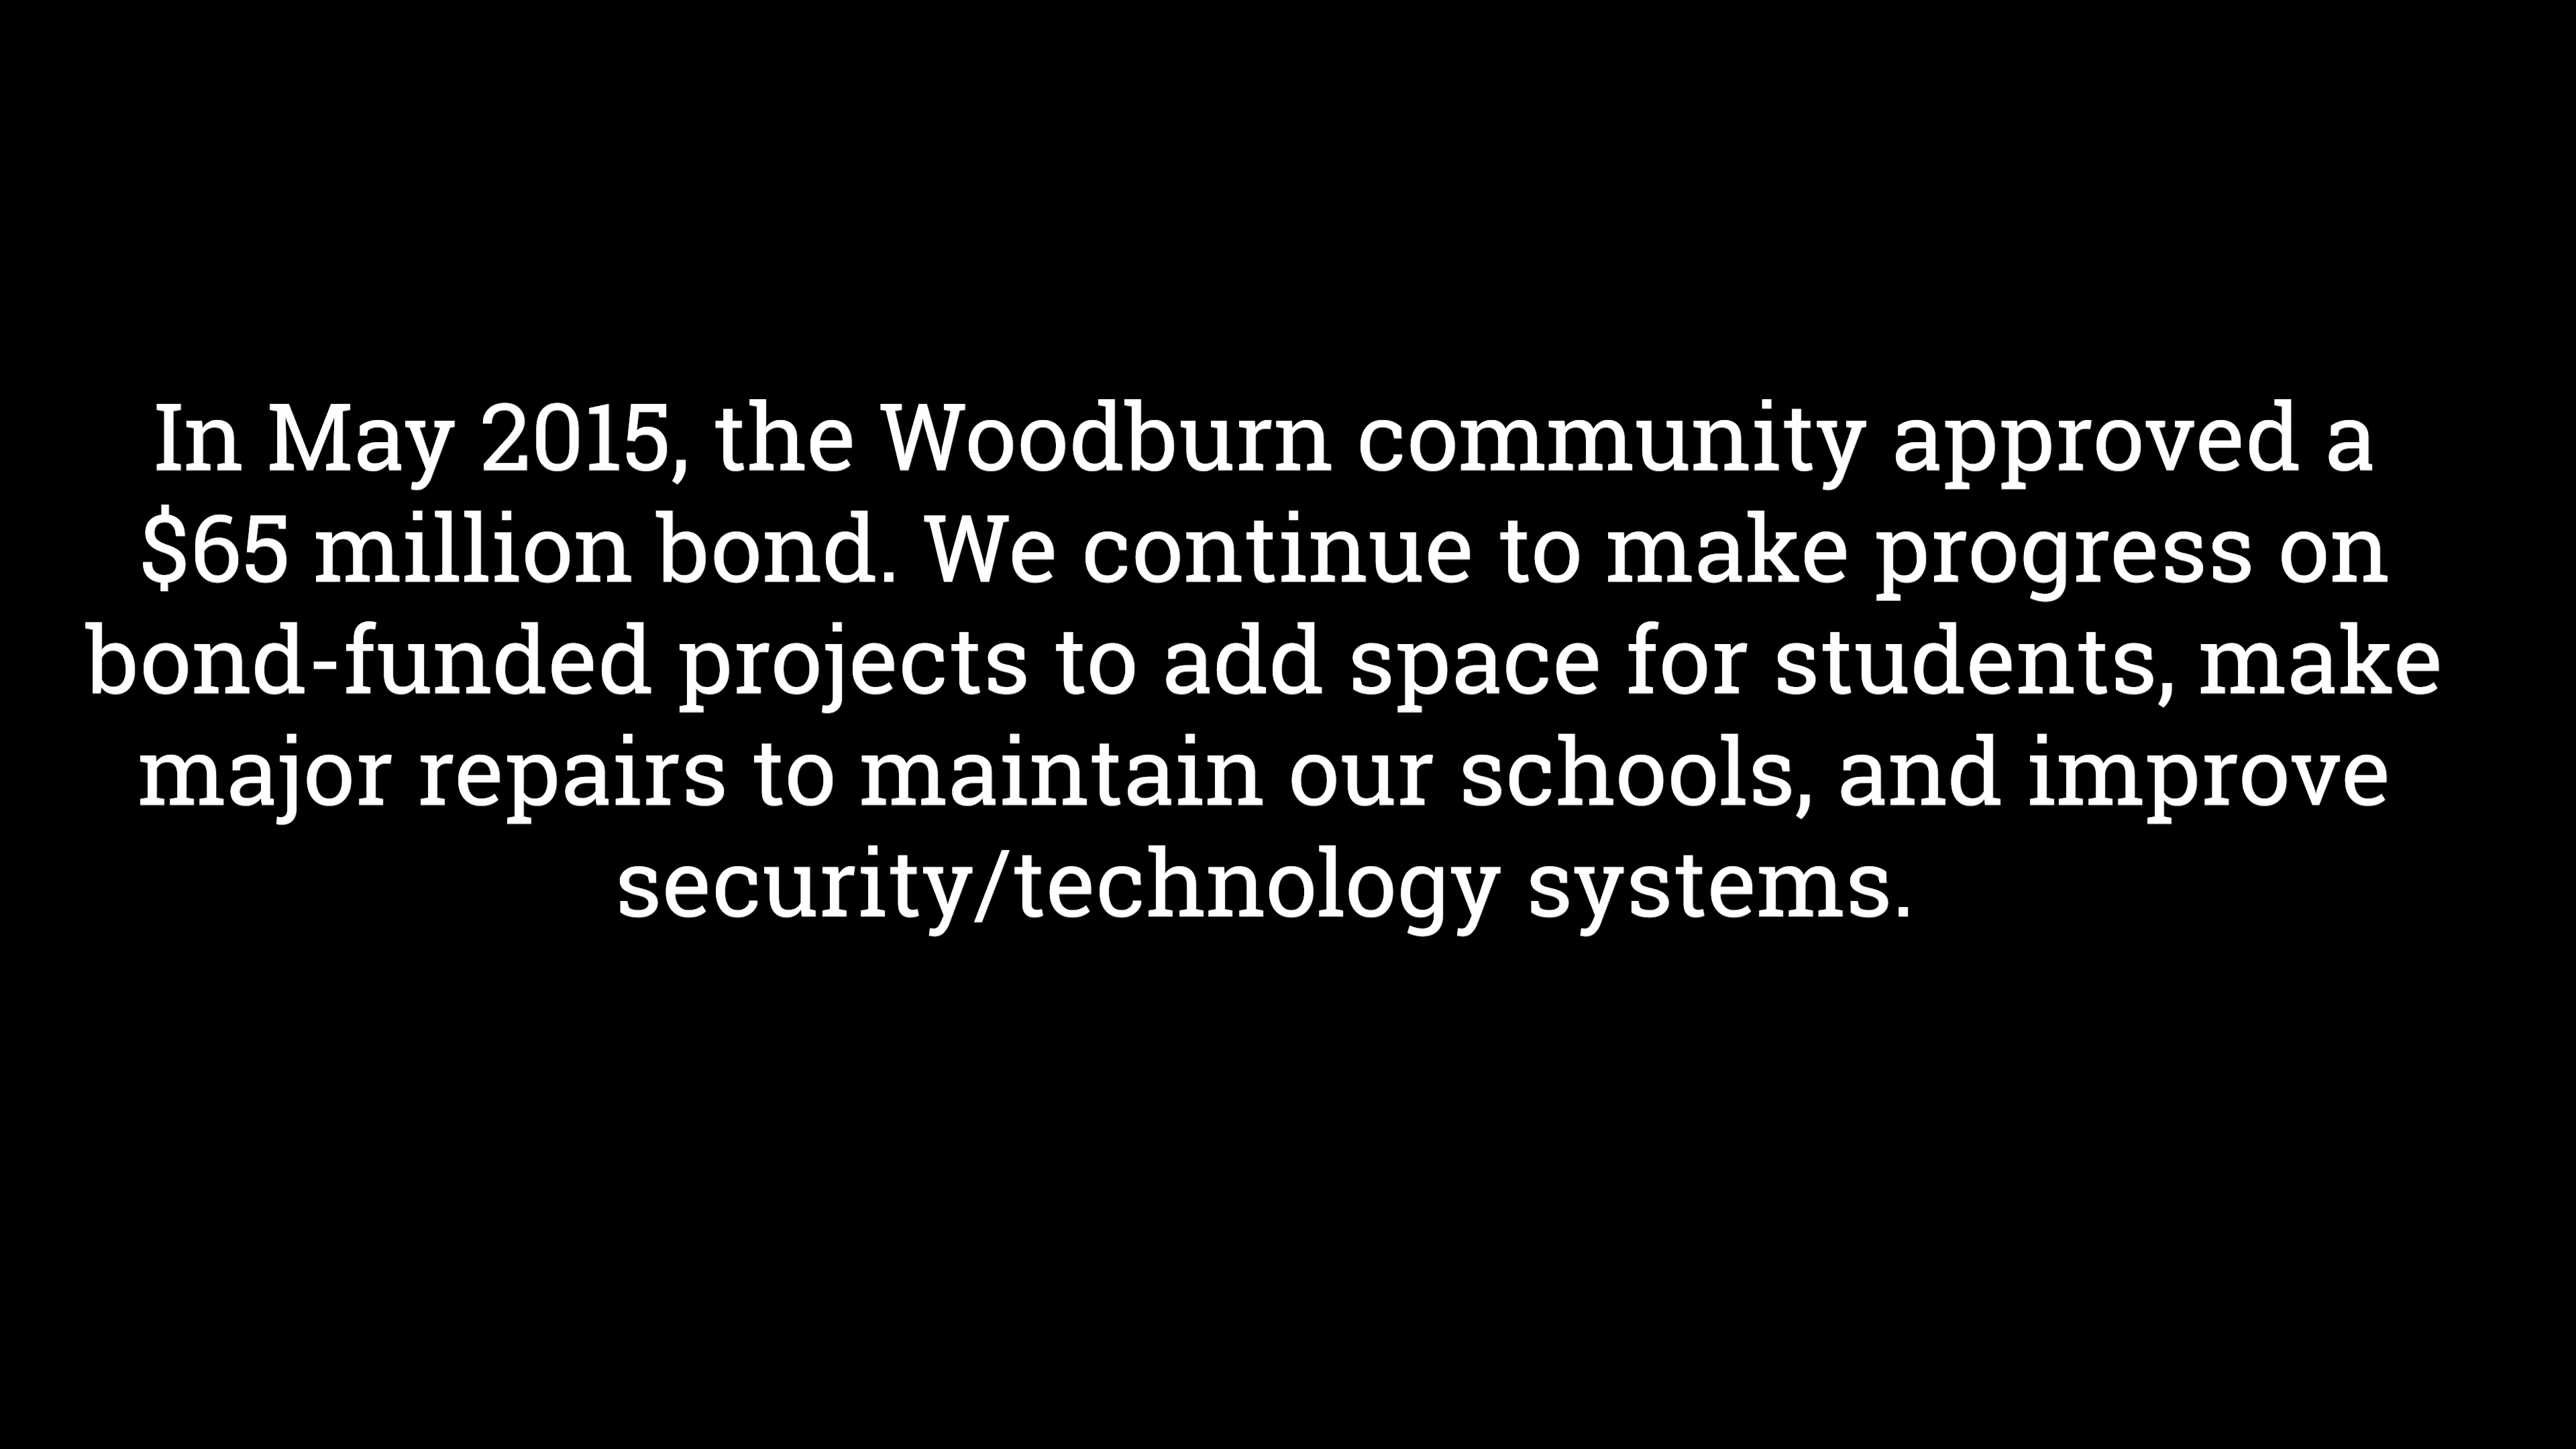 In May 2015, the Woodburn community approved a
$65 million bond. We continue to make progress on
bond-funded projects to add space for students, make
major repairs to maintain our schools, and improve
security/technology systems.